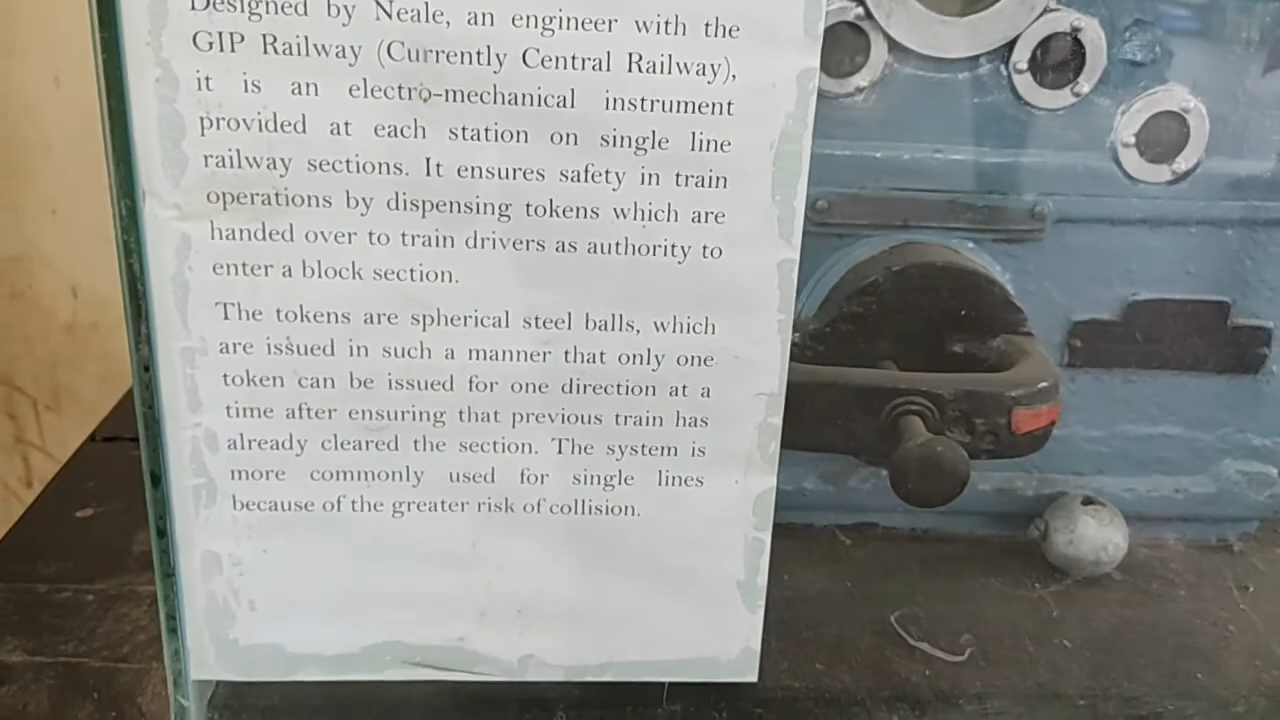 Designed by Neale, an engineer with the
GIP Railway (Currently Central Railway),
it is an electro-mechanical instrument
provided at each station on single line
railway sections. It ensures safety in train
operations by dispensing tokens which are
handed over to train drivers as authority to
enter a block section.
The tokens are spherical steel balls, which
are issued in such a manner that only one
token can be issued for one direction at a
time after ensuring that previous train has
already cleared the section. The system is
more commonly used for single lines
because of the greater risk of collision.